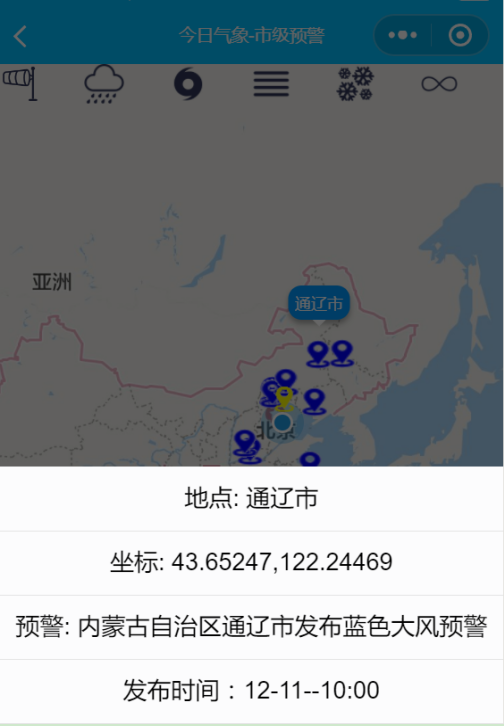 今日气象-市级预警
亚洲
通辽市
北京
地点: 通辽市
坐标: 43.65247,122.24469
预警: 内蒙古自治区通辽市发布蓝色大风预警
发布时间：12-11--10:00